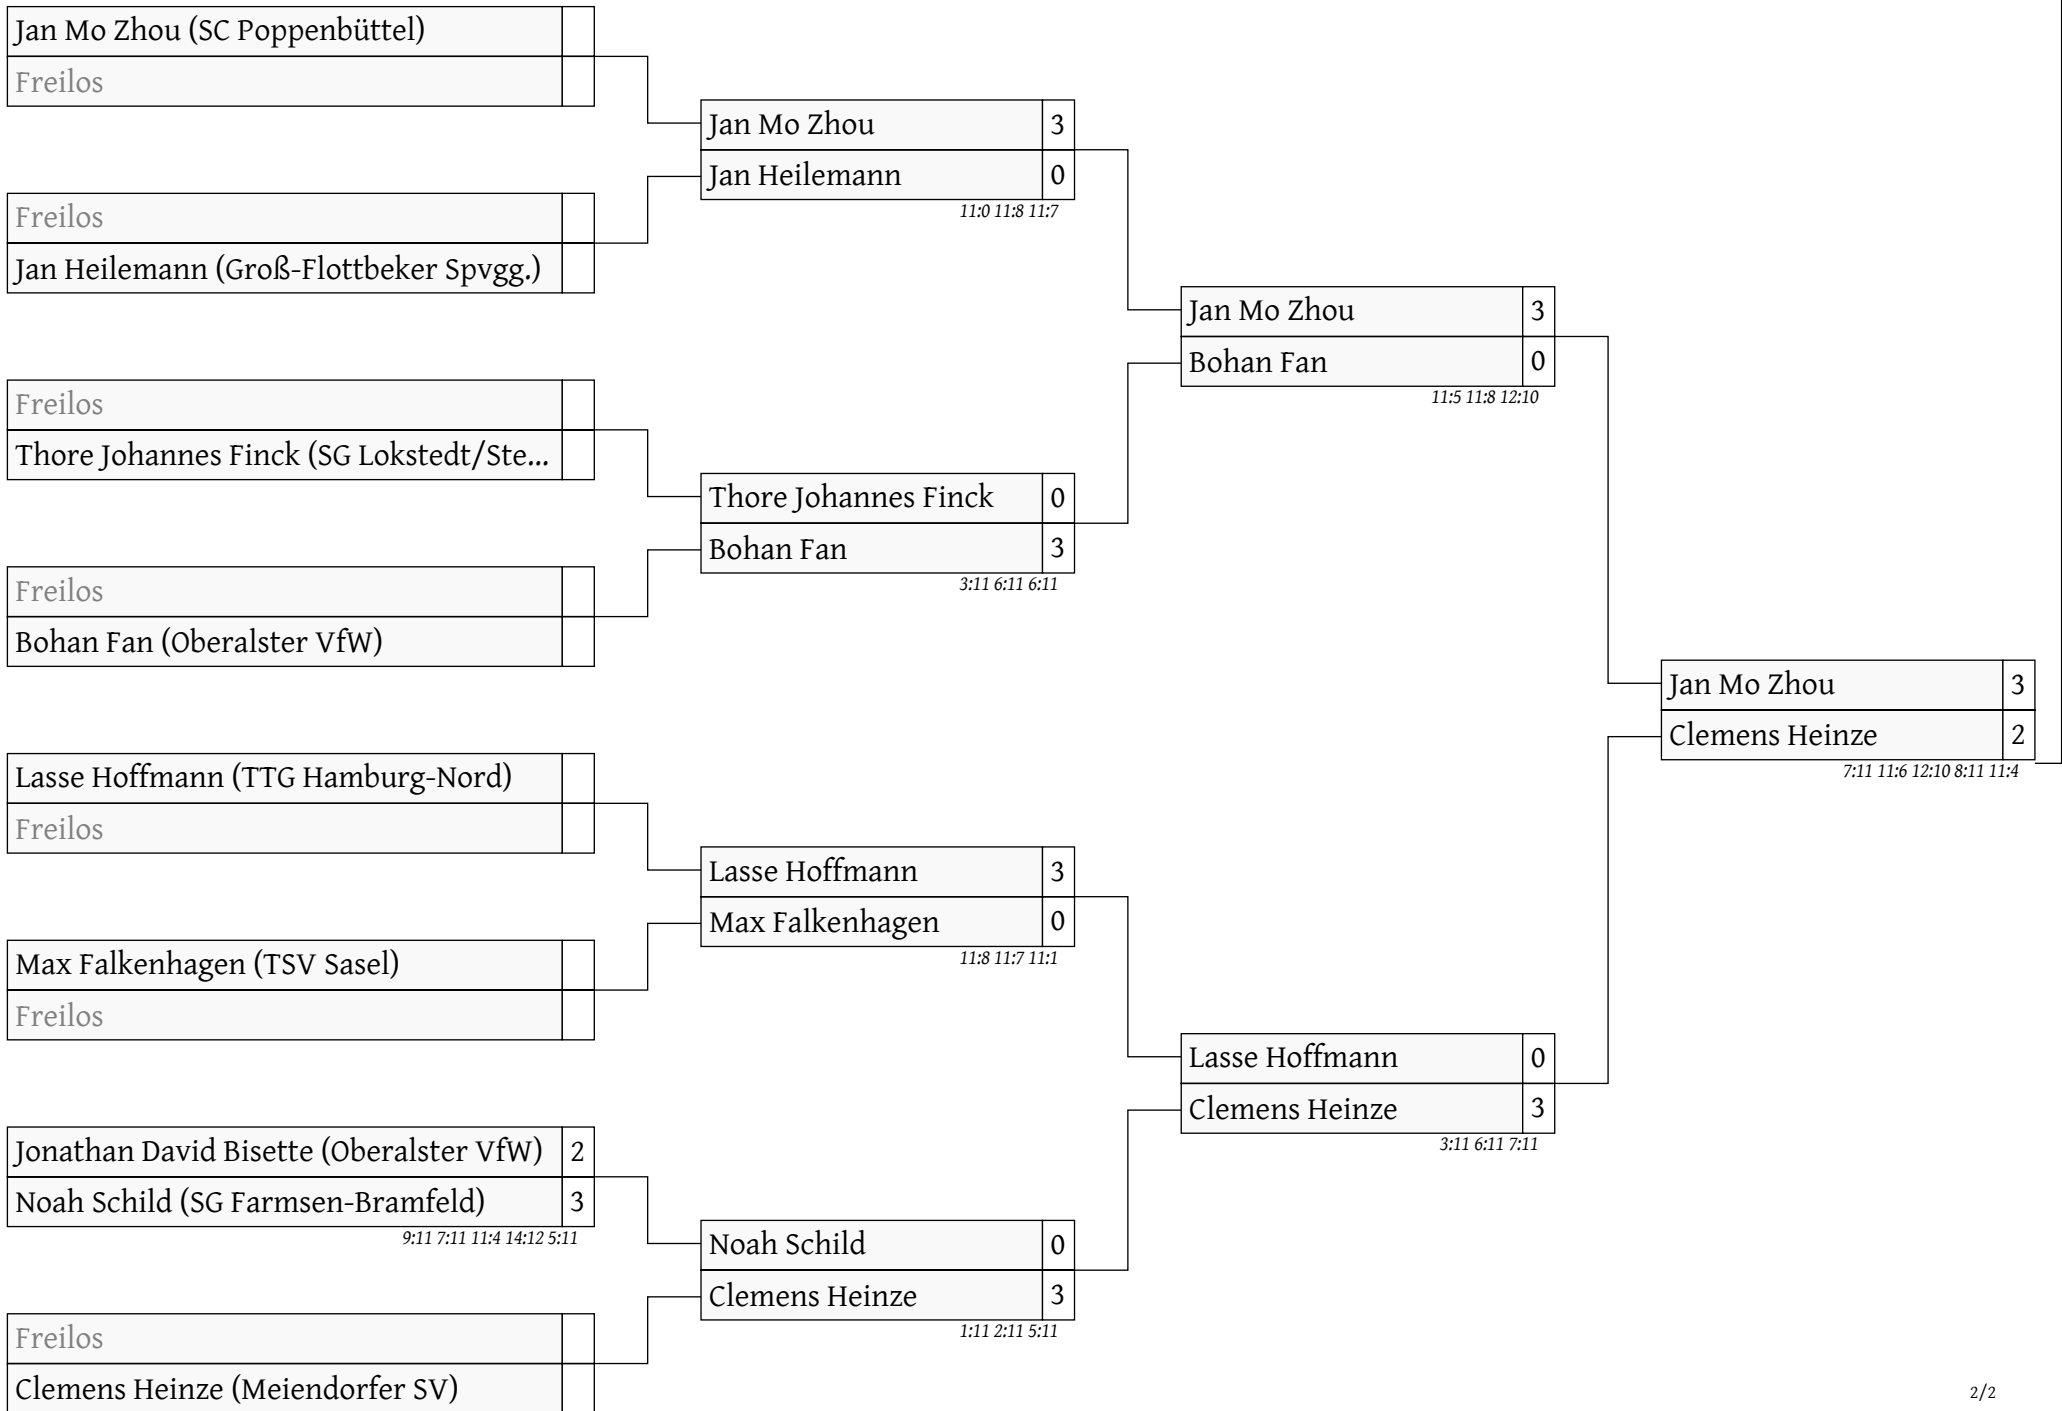 Jan Mo Zhou (SC Poppenbüttel)
Freilos
Freilos
Jan Heilemann (Groß-Flottbeker Spvgg.)
Freilos
Thore Johannes Finck (SG Lokstedt/Ste...
Freilos
Bohan Fan (Oberalster VfW)
Lasse Hoffmann (TTG Hamburg-Nord)
Freilos
Max Falkenhagen (TSV Sasel)
Freilos
Jonathan David Bisette (Oberalster VfW) 2
Noah Schild (SG Farmsen-Bramfeld) 3
9:11 7:11 11:4 14:12 5:11
Freilos
Clemens Heinze (Meiendorfer SV)
Jan Mo Zhou 3
Jan Heilemann 0
11:0 11:8 11:7
Thore Johannes Finck 0
Bohan Fan 3
3:11 6:11 6:11
Lasse Hoffmann 3
Max Falkenhagen 0
11:8 11:7 11:1
Noah Schild 0
Clemens Heinze 3
1:11 2:11 5:11
Jan Mo Zhou 3
Bohan Fan 0
11:5 11:8 12:10
Lasse Hoffmann 0
Clemens Heinze 3
3:11 6:11 7:11
Jan Mo Zhou 3
Clemens Heinze 2
7:11 11:6 12:10 8:11 11:4
2/2